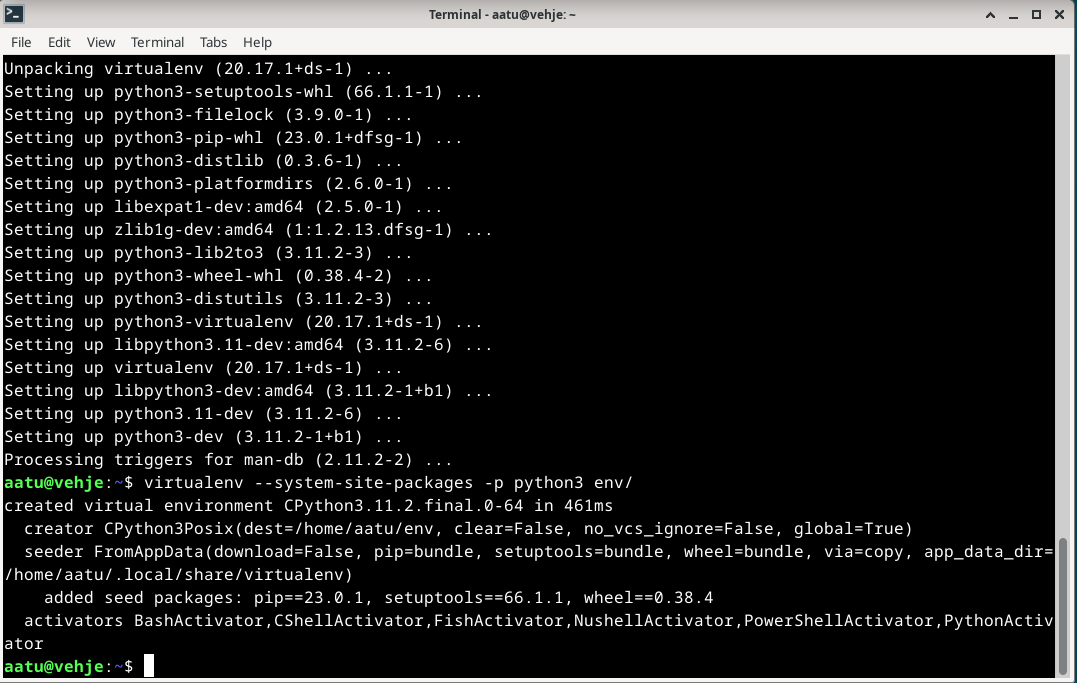 Terminal - aatu@vehje: ~
File Edit View Terminal Tabs Help
Unpacking virtualenv (20.17.1+ds-1) ...
Setting up python3-setuptools-whl (66.1.1-1) ...
Setting up python3-filelock (3.9.0-1) ...
Setting up python3-pip-whl (23.0.1+dfsg-1) ...
Setting up python3-distlib (0.3.6-1) ...
Setting up python3-platformdirs (2.6.0-1) ...
Setting up libexpat1-dev:amd64 (2.5.0-1) ...
Setting up zlib1g-dev:amd64 (1:1.2.13.dfsg-1) ...
Setting up python3-lib2to3 (3.11.2-3) ...
Setting up python3-wheel-whl (0.38.4-2) ...
Setting up python3-distutils (3.11.2-3) ...
Setting up python3-virtualenv (20.17.1+ds-1) ...
Setting up libpython3.11-dev:amd64 (3.11.2-6) ...
Setting up virtualenv (20.17.1+ds-1) ...
Setting up libpython3-dev:amd64 (3.11.2-1+b1) ...
Setting up python3.11-dev (3.11.2-6) ...
Setting up python3-dev (3.11.2-1+b1) ...
Processing triggers for man-db (2.11.2-2) ...
aatu@vehje:~$ virtualenv --system-site-packages -p python3 env/
created virtual environment CPython3.11.2.final.0-64 in 461ms
  creator CPython3Posix(dest=/home/aatu/env, clear=False, no_vcs_ignore=False, global=True)
  seeder FromAppData(download=False, pip=bundle, setuptools=bundle, wheel=bundle, via=copy, app_data_dir=
/home/aatu/.local/share/virtualenv)
    added seed packages: pip==23.0.1, setuptools==66.1.1, wheel==0.38.4
  activators BashActivator,CShellActivator,FishActivator,NushellActivator,PowerShellActivator,PythonActiv
ator
aatu@vehje:~$